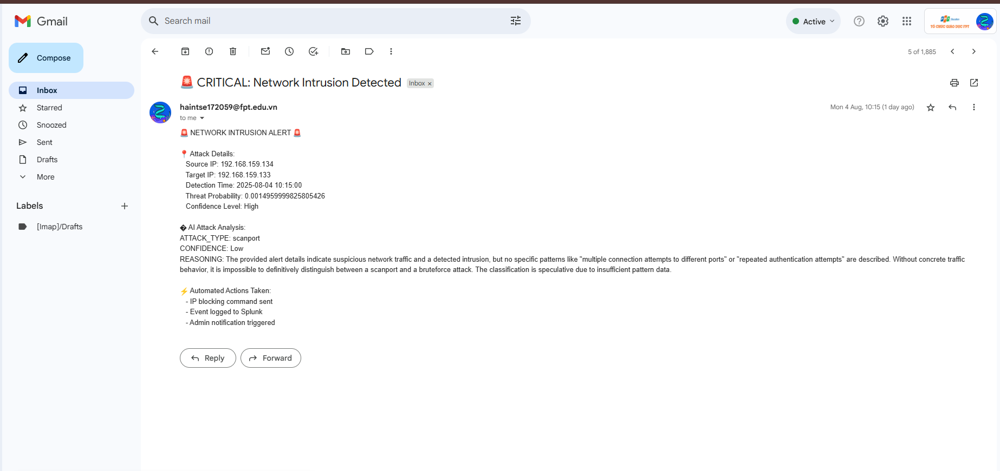 Gmail
Search mail
Active
FPT Education
TỔ CHỨC GIÁO DỤC FPT
Compose
5 of 1,885
Inbox
Starred
Snoozed
Sent
Drafts
More
Labels
[Imap]/Drafts
🚨 CRITICAL: Network Intrusion Detected Inbox ×
haintse172059@fpt.edu.vn
Mon 4 Aug, 10:15 (1 day ago)
to me
🚨 NETWORK INTRUSION ALERT 🚨
📍 Attack Details:
Source IP: 192.168.159.134
Target IP: 192.168.159.133
Detection Time: 2025-08-04 10:15:00
Threat Probability: 0.0014959999825805426
Confidence Level: High
� AI Attack Analysis:
ATTACK_TYPE: scanport
CONFIDENCE: Low
REASONING: The provided alert details indicate suspicious network traffic and a detected intrusion, but no specific patterns like "multiple connection attempts to different ports" or "repeated authentication attempts" are described. Without concrete traffic
behavior, it is impossible to definitively distinguish between a scanport and a bruteforce attack. The classification is speculative due to insufficient pattern data.
⚡ Automated Actions Taken:
- IP blocking command sent
- Event logged to Splunk
- Admin notification triggered
Reply
Forward